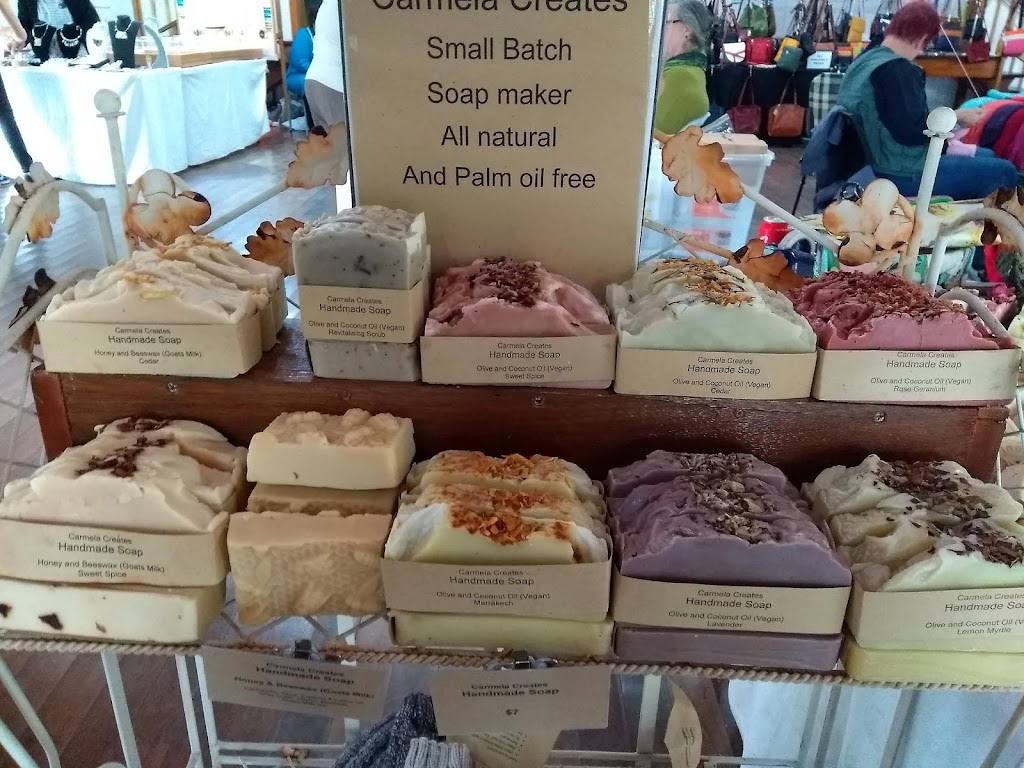 Carmela Creates
Small Batch
Soap maker
All natural
And Palm oil free
Carmela Creates
Handmade Soap
Honey and Beeswax (Goats Milk)
Cedar
Carmela Creates
Handmade Soap
Olive and Coconut Oil (Vegan)
Revitalising Scrub
Carmela Creates
Handmade Soap
Olive and Coconut Oil (Vegan)
Sweet Spice
Carmela Creates
Handmade Soap
Olive and Coconut Oil (Vegan)
Cedar
Carmela Creates
Handmade Soap
Olive and Coconut Oil (Vegan)
Rose Geranium
Carmela Creates
Handmade Soap
Honey and Beeswax (Goats Milk)
Sweet Spice
Carmela Creates
Handmade Soap
Olive and Coconut Oil (Vegan)
Marrakech
Carmela Creates
Handmade Soap
Olive and Coconut Oil (Vegan)
Lavender
Carmela Creates
Handmade Soa
Olive and Coconut Oil (Vega
Lemon Myrtle
Carmela Creates
Handmade Soap
Honey & Beeswax (Goats Milk)
Carmela Creates
Handmade Soap
$7